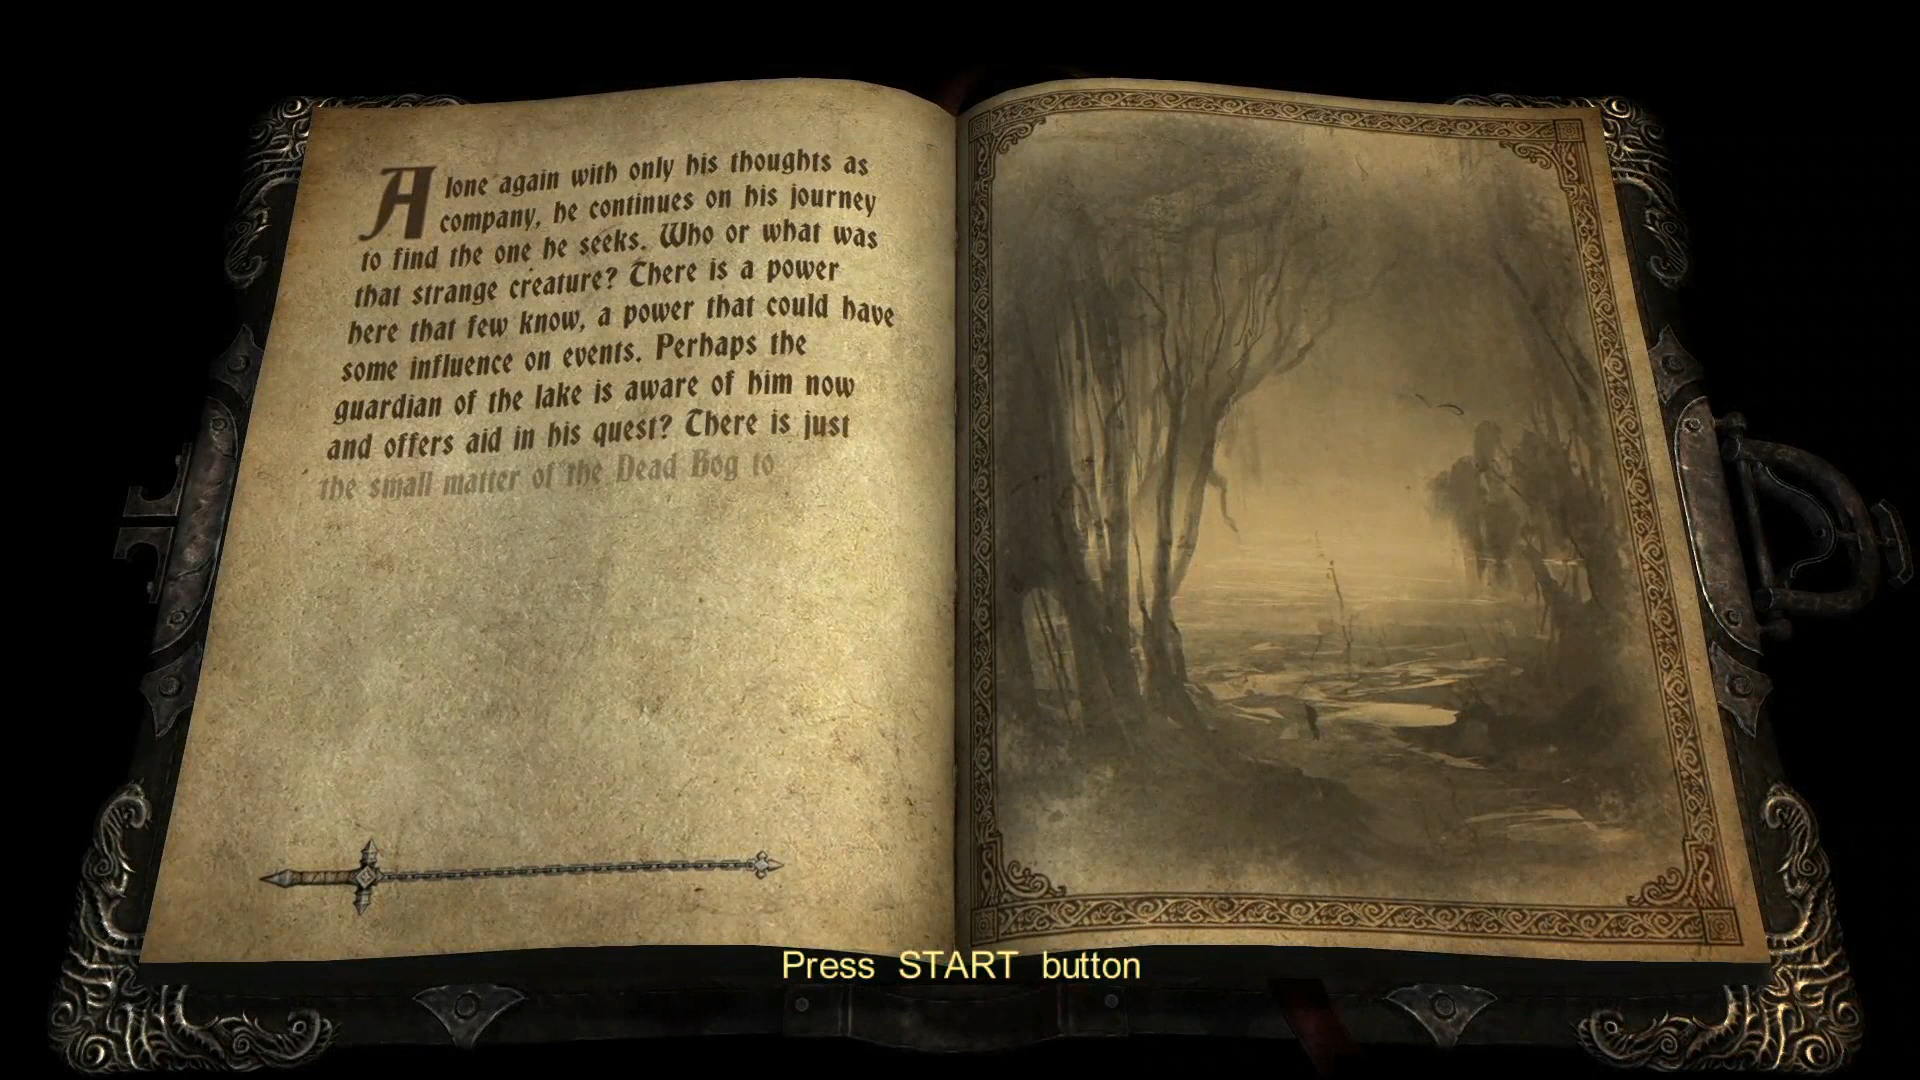 Alone again with only his thoughts as
company, he continues on his journey
to find the one he seeks. Who or what was
that strange creature? There is a power
here that few know, a power that could have
some influence on events. Perhaps the
guardian of the lake is aware of him now
and offers aid in his quest? There is just
the small matter of the Dead Bog to
Press START button